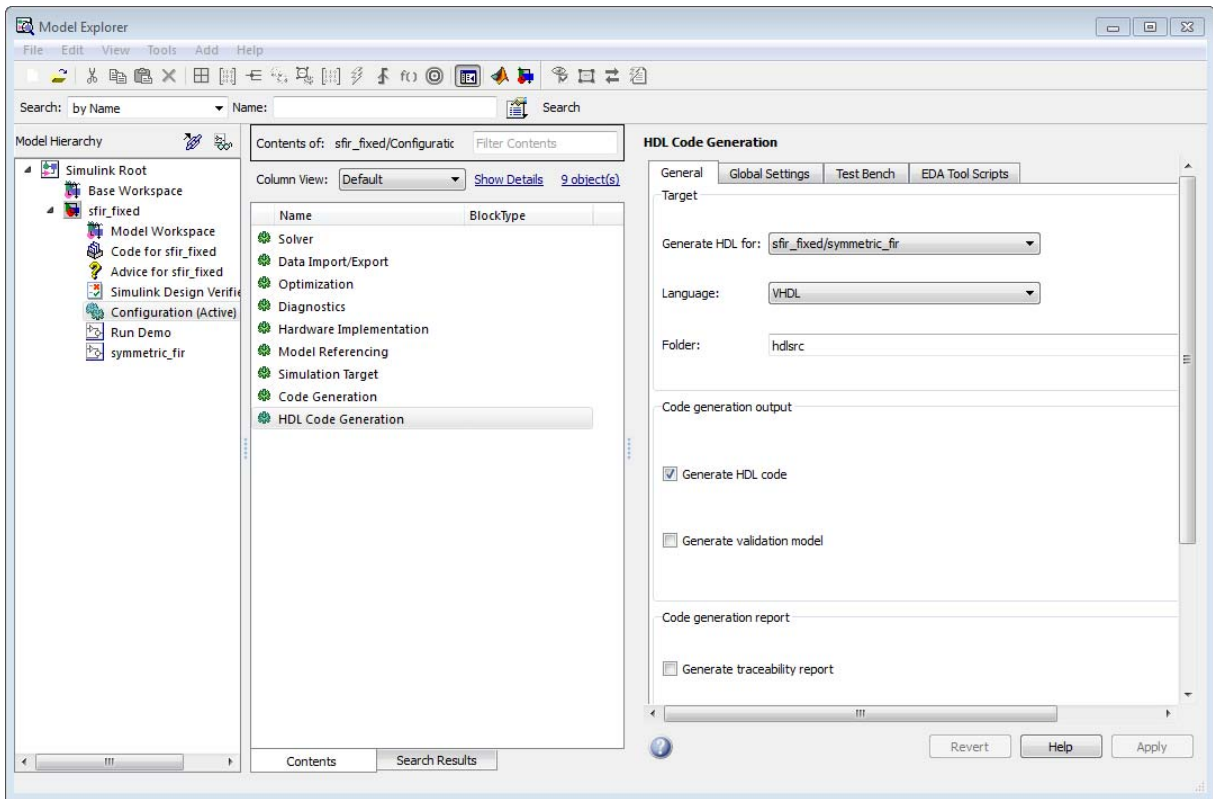 Model Explorer
File Edit View Tools Add Help
f()
Search: by Name Name: Search
Model Hierarchy
Simulink Root
Base Workspace
sfir_fixed
Model Workspace
Code for sfir_fixed
Advice for sfir_fixed
Simulink Design Verifie
Configuration (Active)
Run Demo
symmetric_fir
Contents of: sfir_fixed/Configuratic Filter Contents
Column View: Default Show Details 9 object(s)
Name BlockType
Solver
Data Import/Export
Optimization
Diagnostics
Hardware Implementation
Model Referencing
Simulation Target
Code Generation
HDL Code Generation
Contents Search Results
HDL Code Generation
General Global Settings Test Bench EDA Tool Scripts
Target
Generate HDL for: sfir_fixed/symmetric_fir
Language: VHDL
Folder: hdlsrc
Code generation output
Generate HDL code
Generate validation model
Code generation report
Generate traceability report
Revert Help Apply